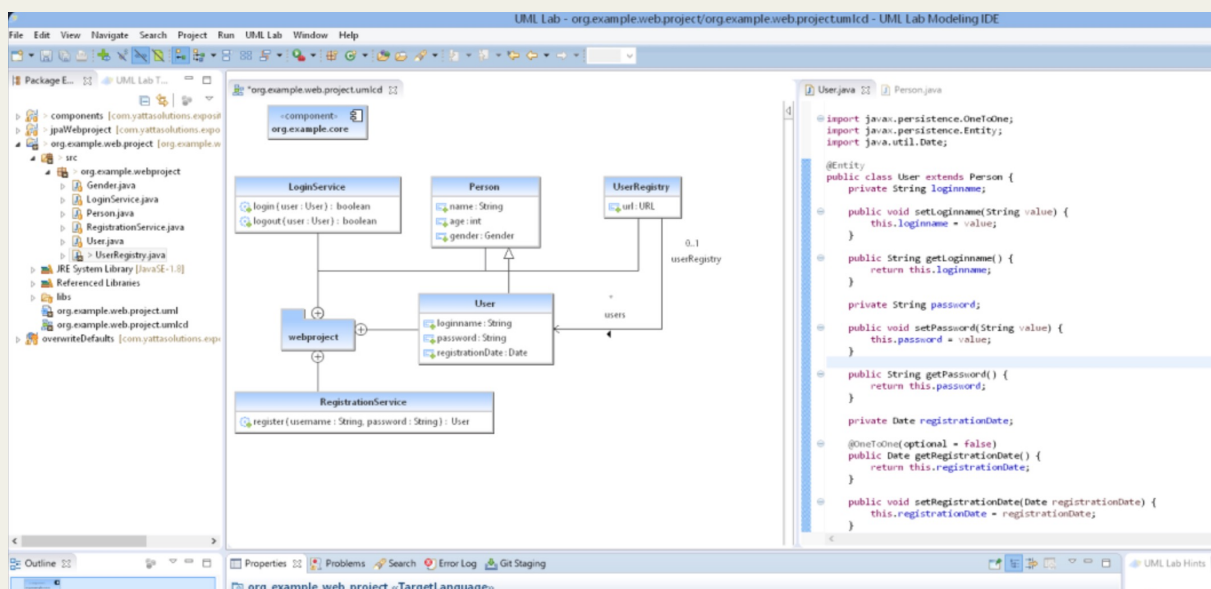 UML Lab - org.example.web.project/org.example.web.project.umlcd - UML Lab Modeling IDE
File Edit View Navigate Search Project Run UML Lab Window Help
Package E... UML Lab T...
> components [com.yattasolutions.exposit
> jpaWebproject [com.yattasolutions.expo
> org.example.web.project [org.example.w
> src
> org.example.webproject
Gender.java
LoginService.java
Person.java
RegistrationService.java
User.java
> UserRegistry.java
JRE System Library [JavaSE-1.8]
Referenced Libraries
libs
org.example.web.project.uml
org.example.web.project.umlcd
overwriteDefaults [com.yattasolutions.expo
*org.example.web.project.umlcd
«component»
org.example.core
LoginService
login (user : User) : boolean
logout (user : User) : boolean
Person
name : String
age : int
gender : Gender
UserRegistry
url : URL
0..1
userRegistry
User
loginname : String
password : String
registrationDate : Date
*
users
webproject
RegistrationService
register (username : String, password : String) : User
User.java Person.java
import javax.persistence.OneToOne;
import javax.persistence.Entity;
import java.util.Date;
@Entity
public class User extends Person {
private String loginname;
public void setLoginname(String value) {
this.loginname = value;
}
public String getLoginname() {
return this.loginname;
}
private String password;
public void setPassword(String value) {
this.password = value;
}
public String getPassword() {
return this.password;
}
private Date registrationDate;
@OneToOne(optional = false)
public Date getRegistrationDate() {
return this.registrationDate;
}
public void setRegistrationDate(Date registrationDate) {
this.registrationDate = registrationDate;
}
Outline
Properties Problems Search Error Log Git Staging
UML Lab Hints
org.example.web.project «TargetLanguage»